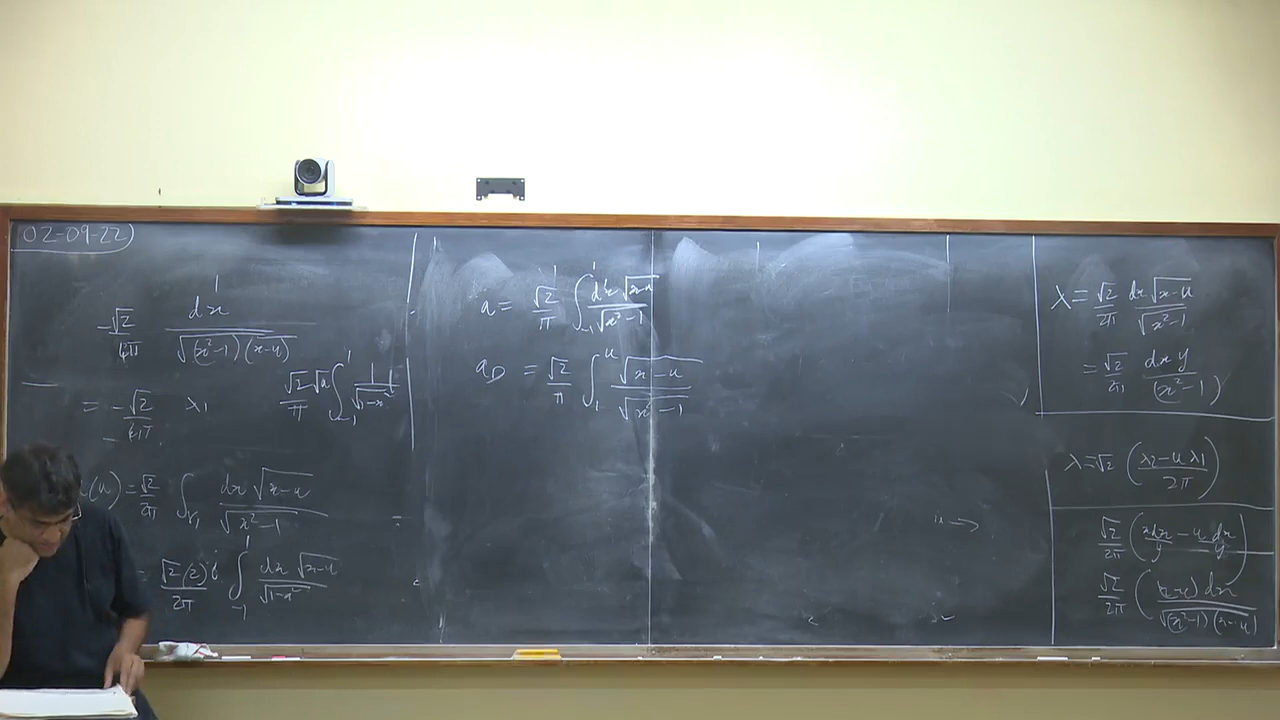 02-09-22
-√2/4π dx/√((x²-1)(x-u))
= -√2/4π λ₁
√2/π √u ∫₋₁¹ 1/√(1-x²)
(u) = √2/2π ∫_γ₁ dx √(x-u)/√(x²-1)
= √2(2)i/2π ∫₋₁¹ dx √(x-u)/√(1-x²)
a = √2/π ∫₋₁¹ dx √(x-u)/√(x²-1)
a_D = √2/π ∫₁ᵘ √(x-u)/√(x²-1)
λ = √2/2π dx √(x-u)/√(x²-1)
= √2/2π dx y/(x²-1)
λ = √2 (λ₂-uλ₁/2π)
√2/2π (xdx/y - u dx/y)
√2/2π ((x-u) dx/√((x²-1)(x-u)))